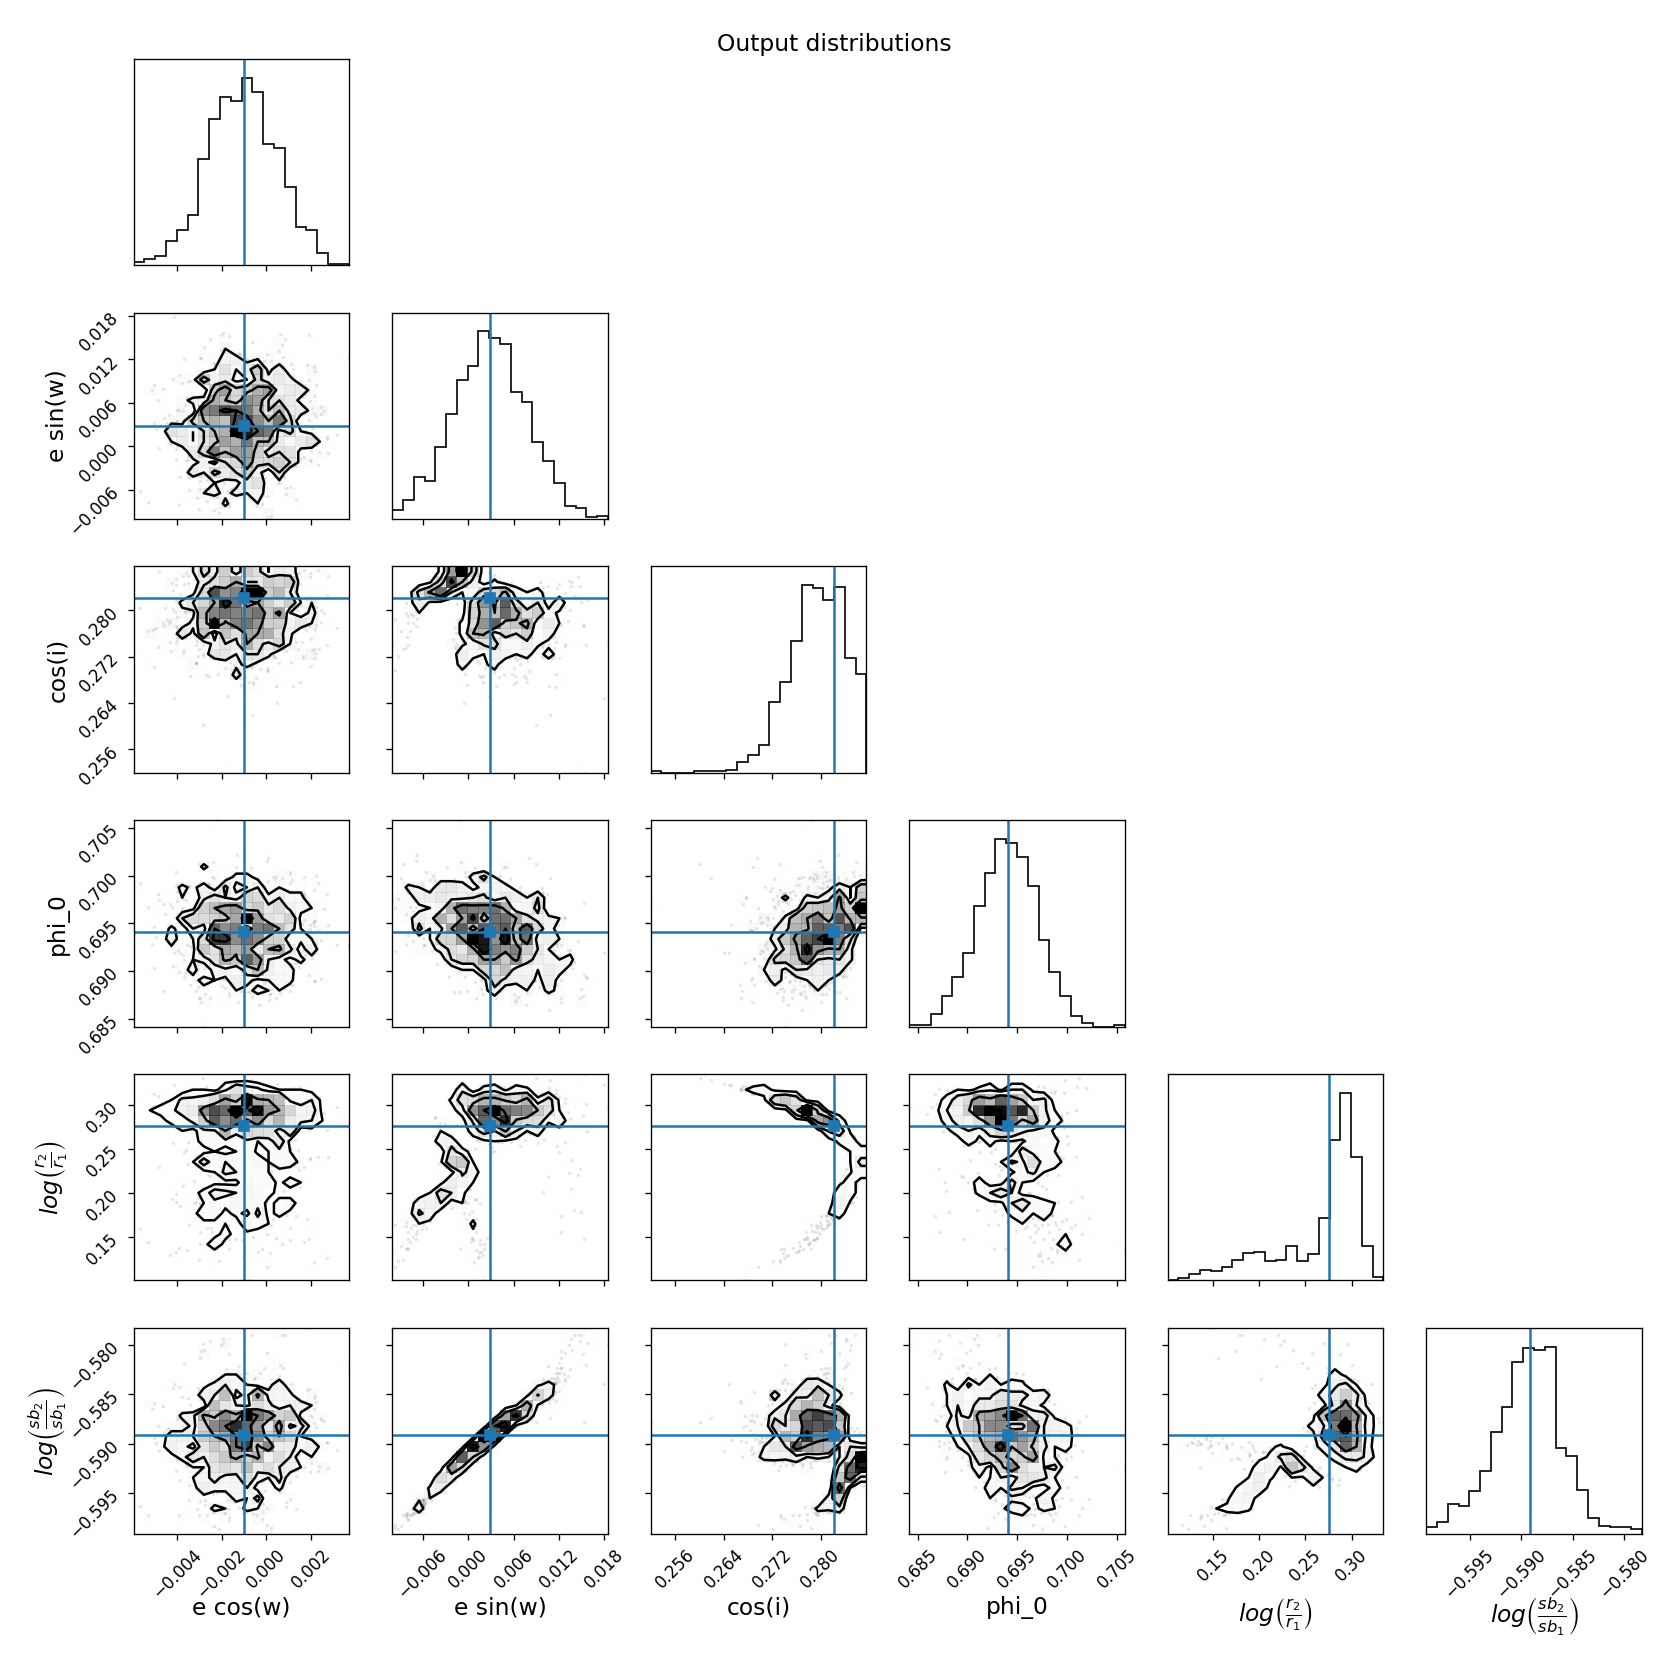 Output distributions
e sin(w)
0.018
0.012
0.006
0.000
−0.006
cos(i)
0.280
0.272
0.264
0.256
phi_0
0.705
0.700
0.695
0.690
0.685
log(r₂/r₁)
0.30
0.25
0.20
0.15
log(sb₂/sb₁)
−0.580
−0.585
−0.590
−0.595
−0.004 −0.002 0.000 0.002
−0.006 0.000 0.006 0.012 0.018
0.256 0.264 0.272 0.280
0.685 0.690 0.695 0.700 0.705
0.15 0.20 0.25 0.30
−0.595 −0.590 −0.585 −0.580
e cos(w)
e sin(w)
cos(i)
phi_0
log(r₂/r₁)
log(sb₂/sb₁)